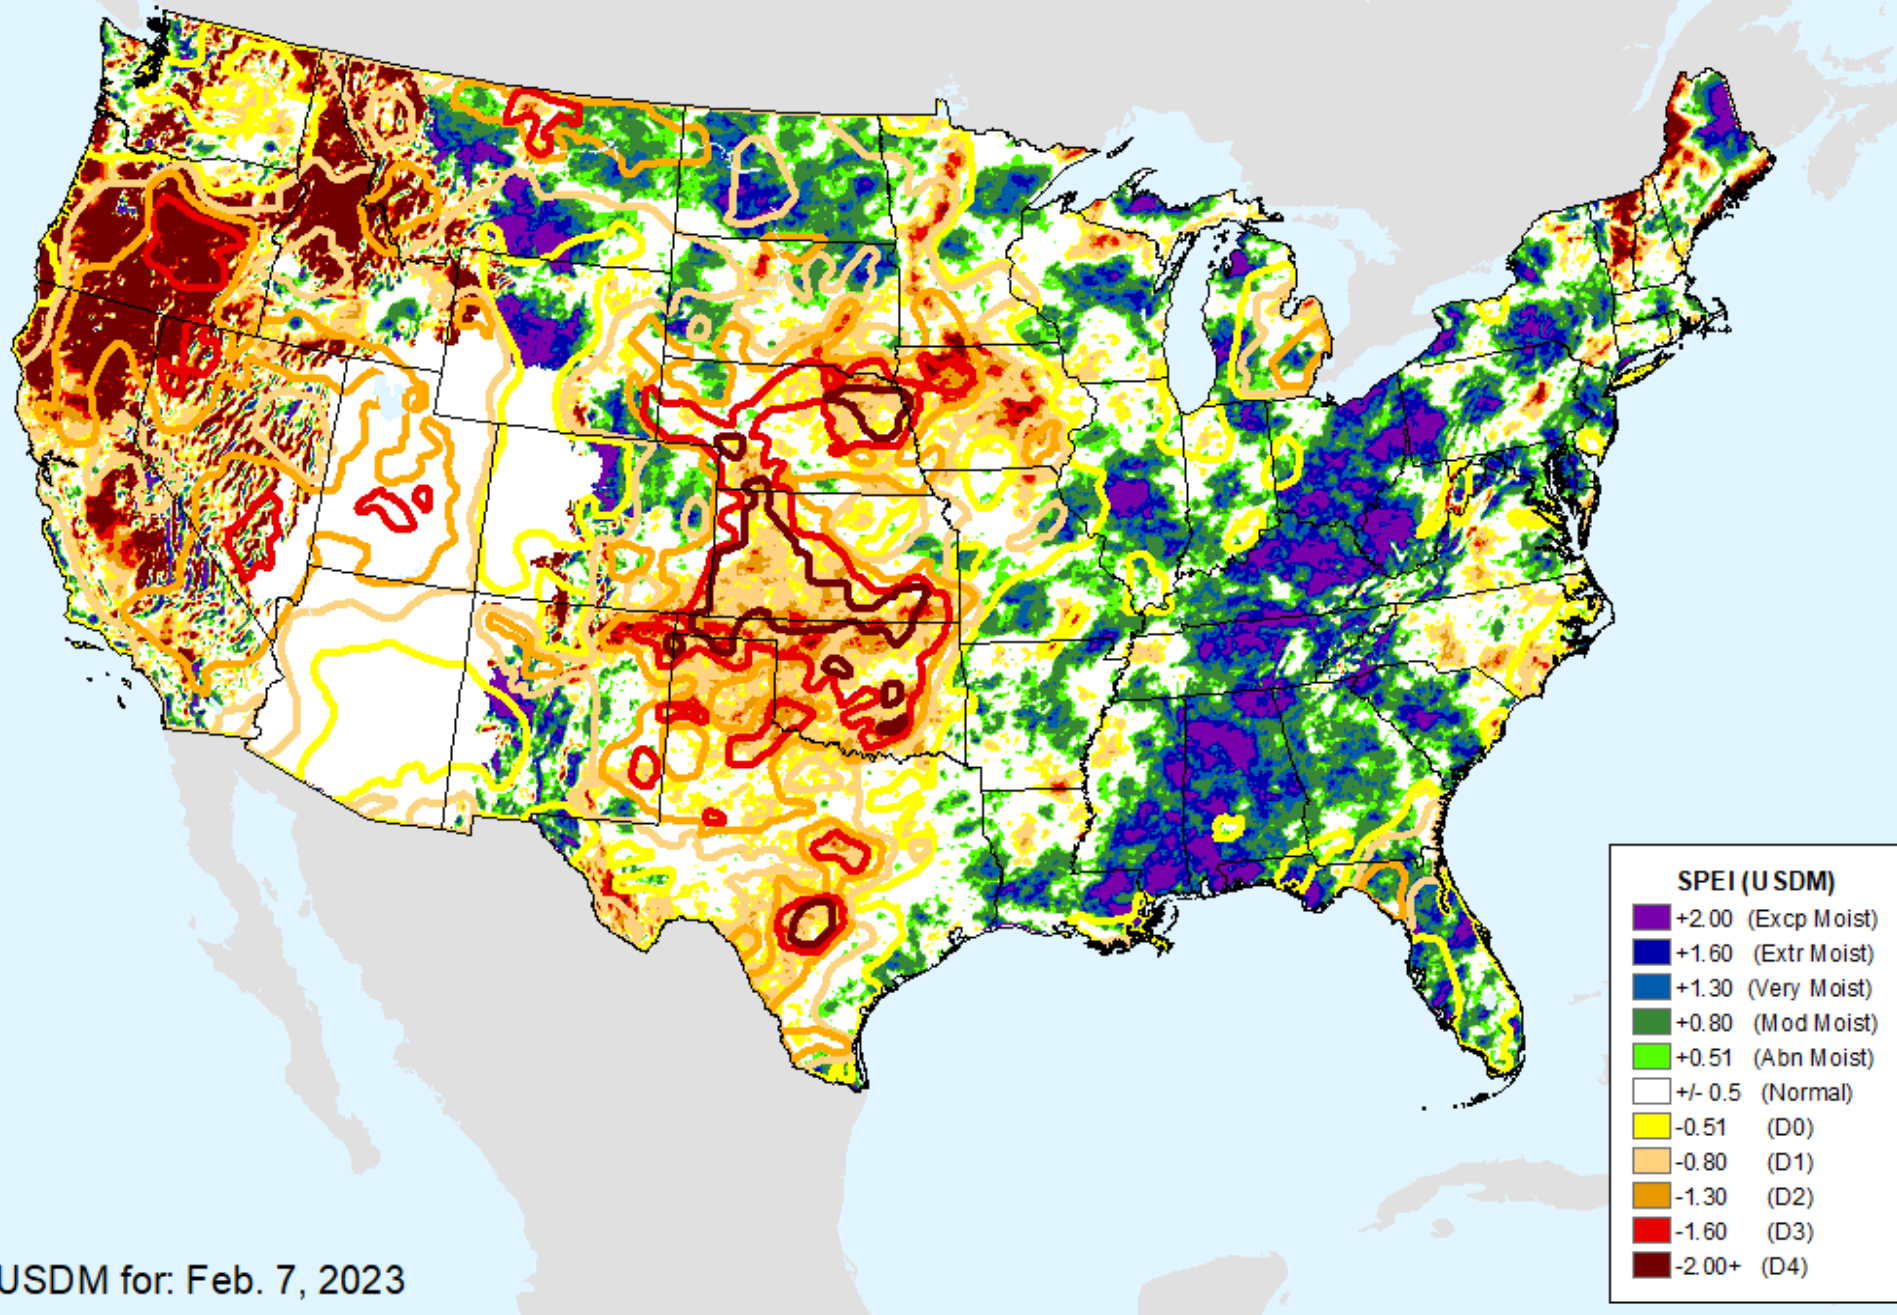 SPEI (USDM)
+2.00 (Excp Moist)
+1.60 (Extr Moist)
+1.30 (Very Moist)
+0.80 (Mod Moist)
+0.51 (Abn Moist)
+/- 0.5 (Normal)
-0.51 (D0)
-0.80 (D1)
-1.30 (D2)
-1.60 (D3)
-2.00+ (D4)
USDM for: Feb. 7, 2023